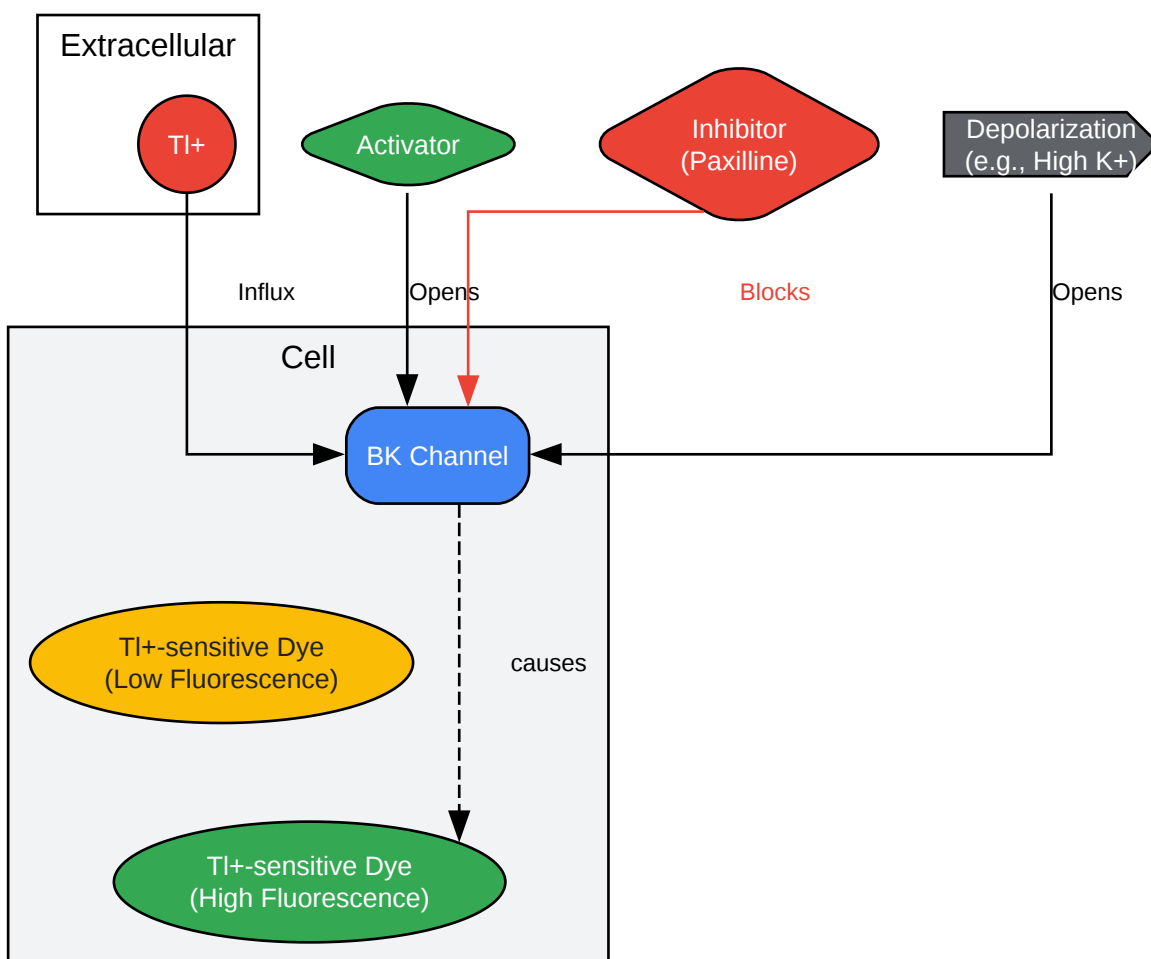 Extracellular
Tl+
Activator
Inhibitor
(Paxilline)
Depolarization
(e.g., High K+)
Influx
Opens
Blocks
Opens
Cell
BK Channel
Tl+-sensitive Dye
(Low Fluorescence)
causes
Tl+-sensitive Dye
(High Fluorescence)